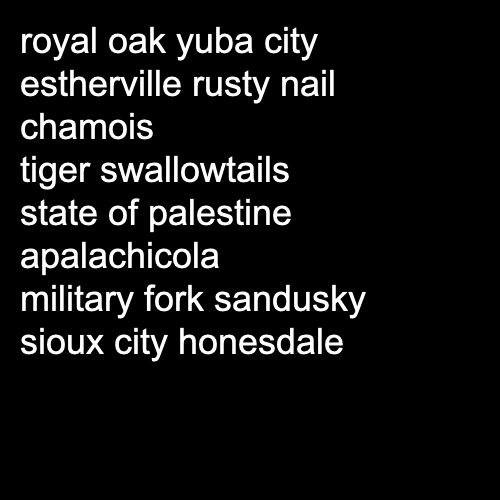 royal oak yuba city
estherville rusty nail
chamois
tiger swallowtails
state of palestine
apalachicola
military fork sandusky
sioux city honesdale